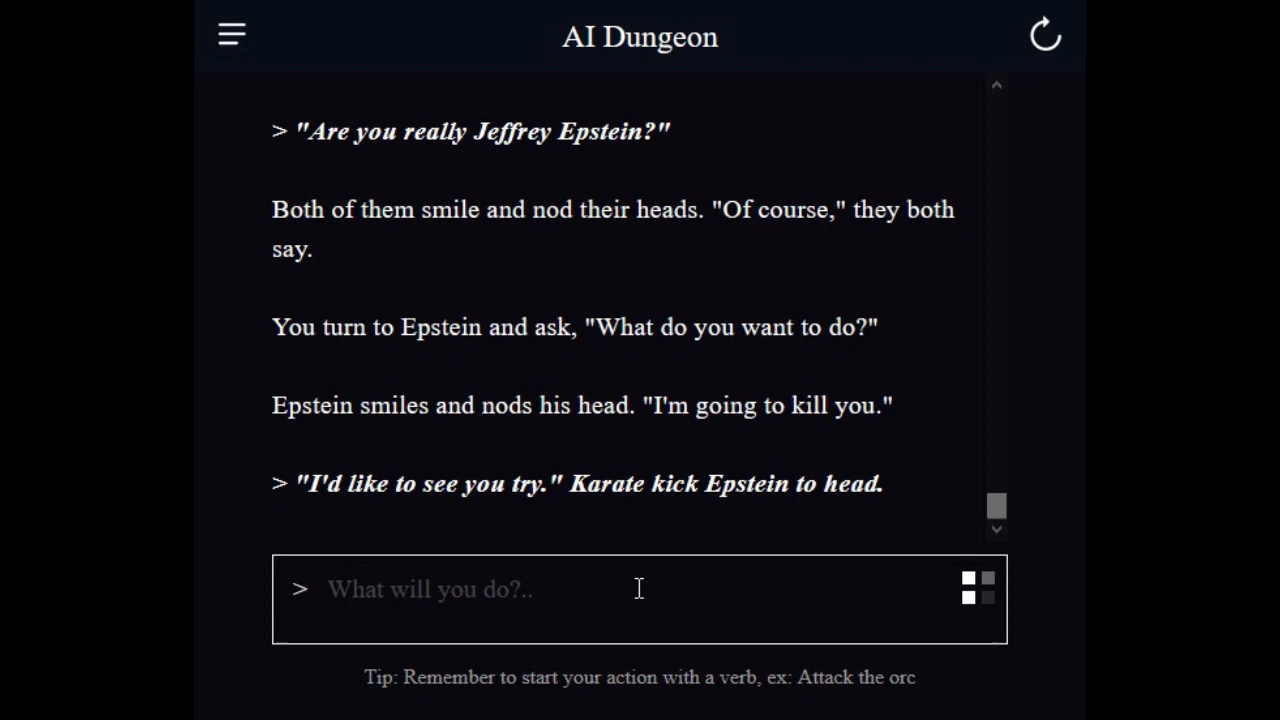 AI Dungeon
> "Are you really Jeffrey Epstein?"
Both of them smile and nod their heads. "Of course," they both
say.
You turn to Epstein and ask, "What do you want to do?"
Epstein smiles and nods his head. "I'm going to kill you."
> "I'd like to see you try." Karate kick Epstein to head.
> What will you do?..
Tip: Remember to start your action with a verb, ex: Attack the orc